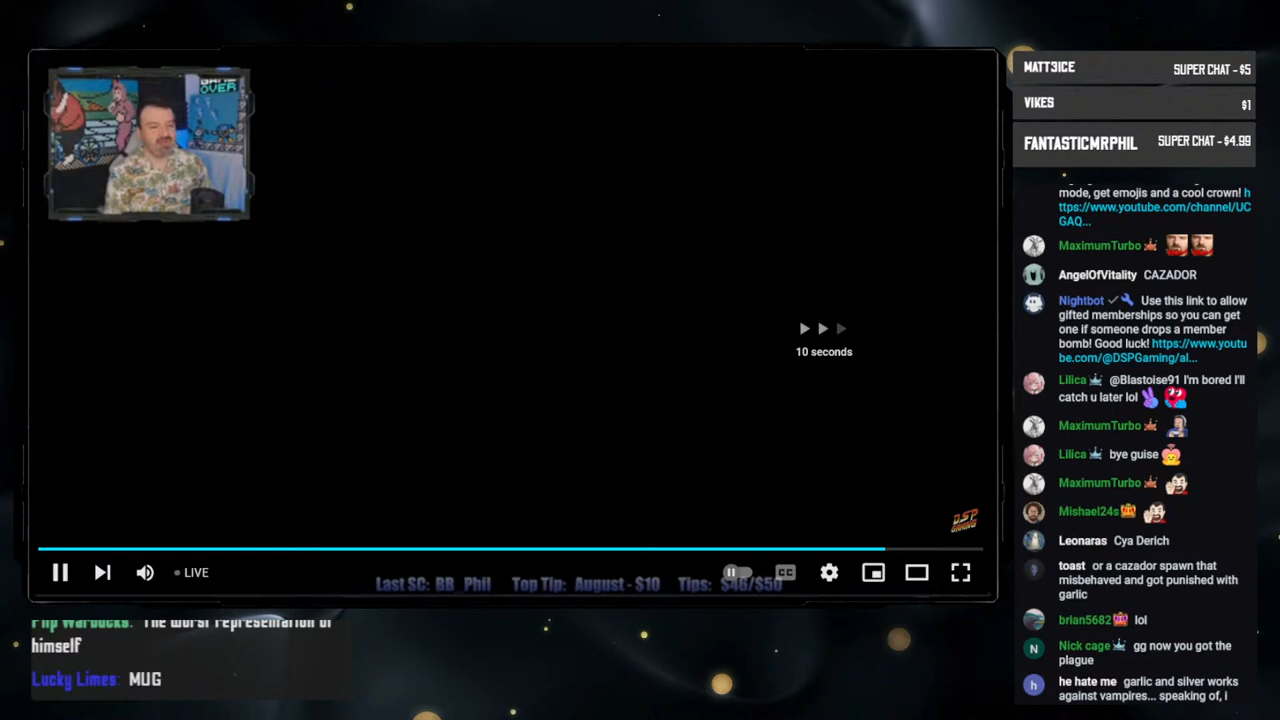 GAME
OVER
10 seconds
DSP
GAMING
LIVE
CC
Last SC: BB_Phil Top Tip: August - $10 Tips: $46/$50
The worst representation of
himself
Lucky Limes: MUG
MATT3ICE SUPER CHAT - $5
VIKES $1
FANTASTICMRPHIL SUPER CHAT - $4.99
mode, get emojis and a cool crown! h
ttps://www.youtube.com/channel/UC
GAQ...
MaximumTurbo
AngelOfVitality CAZADOR
Nightbot Use this link to allow
gifted memberships so you can get
one if someone drops a member
bomb! Good luck! https://www.youtu
be.com/@DSPGaming/al...
Lilica @Blastoise91 I'm bored I'll
catch u later lol
MaximumTurbo
Lilica bye guise
MaximumTurbo
Mishael24s
Leonaras Cya Derich
toast or a cazador spawn that
misbehaved and got punished with
garlic
brian5682 lol
N Nick cage gg now you got the
plague
h he hate me garlic and silver works
against vampires... speaking of, i